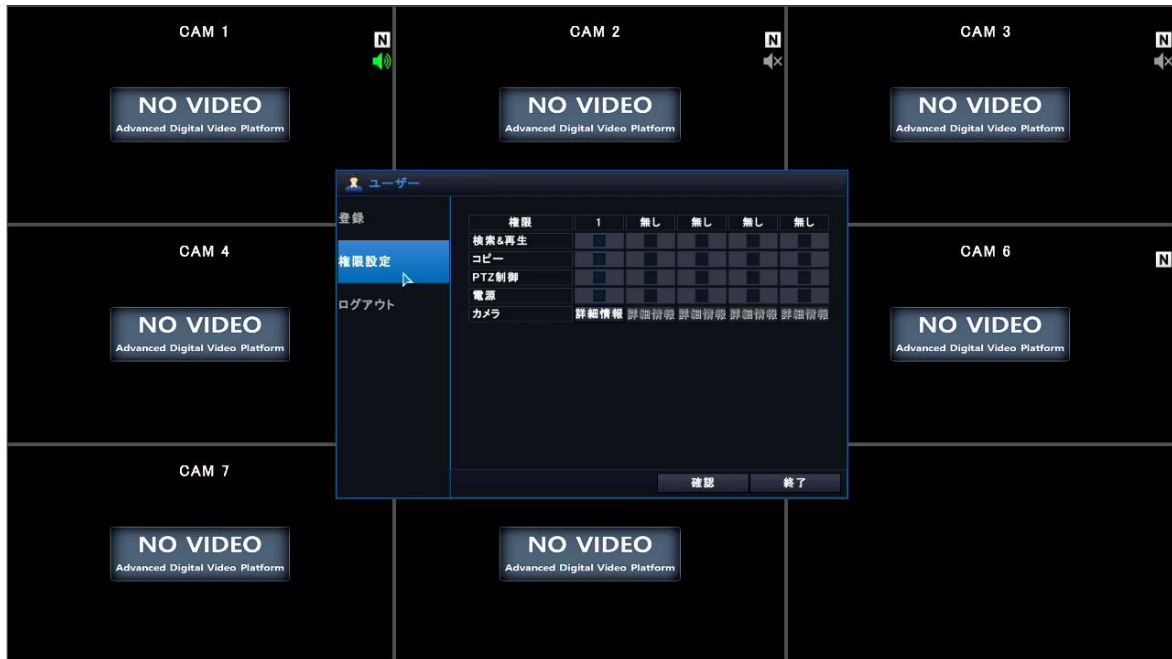 CAM 1
N
CAM 2
N
CAM 3
N
NO VIDEO
Advanced Digital Video Platform
NO VIDEO
Advanced Digital Video Platform
NO VIDEO
Advanced Digital Video Platform
ユーザー
登録
権限設定
ログアウト
権限 1 無し 無し 無し 無し
検索&再生
コピー
PTZ制御
電源
カメラ 詳細情報 詳細情報 詳細情報 詳細情報 詳細情報
確認 終了
CAM 4
CAM 6
N
NO VIDEO
Advanced Digital Video Platform
NO VIDEO
Advanced Digital Video Platform
CAM 7
NO VIDEO
Advanced Digital Video Platform
NO VIDEO
Advanced Digital Video Platform